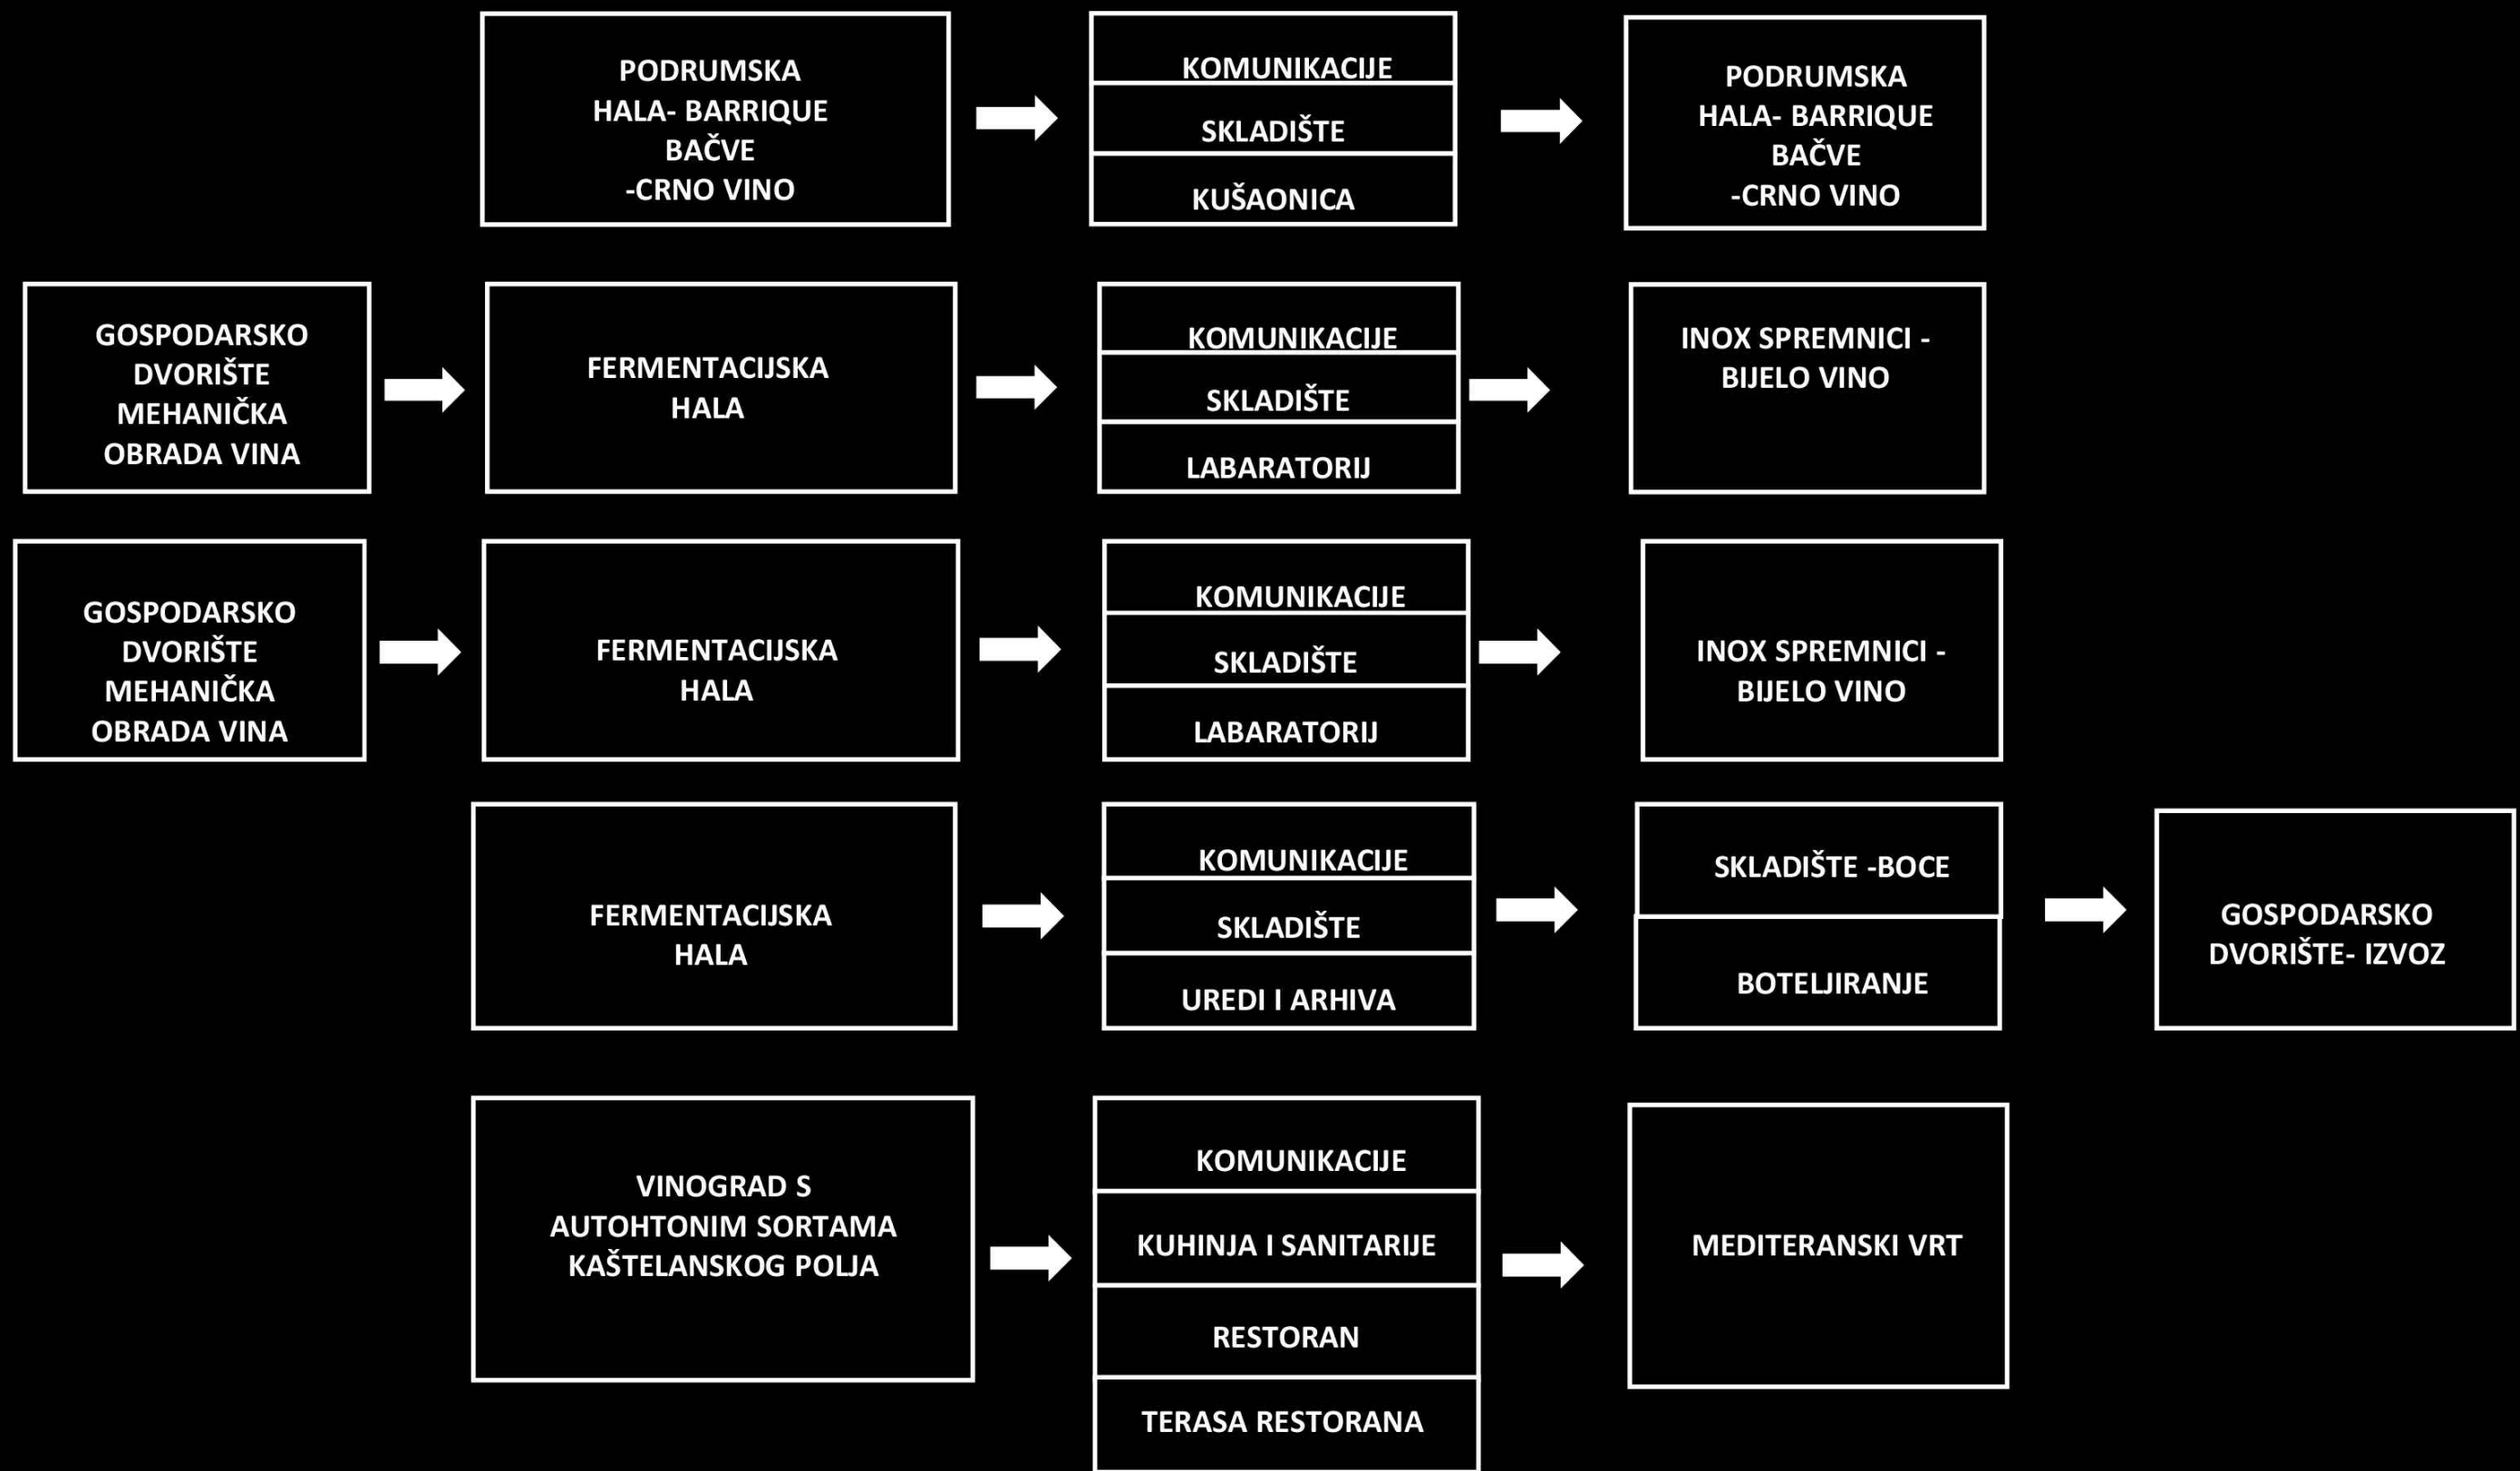 PODRUMSKA
HALA- BARRIQUE
BAČVE
-CRNO VINO
KOMUNIKACIJE
SKLADIŠTE
KUŠAONICA
PODRUMSKA
HALA- BARRIQUE
BAČVE
-CRNO VINO
GOSPODARSKO
DVORIŠTE
MEHANIČKA
OBRADA VINA
FERMENTACIJSKA
HALA
KOMUNIKACIJE
SKLADIŠTE
LABARATORIJ
INOX SPREMNICI -
BIJELO VINO
GOSPODARSKO
DVORIŠTE
MEHANIČKA
OBRADA VINA
FERMENTACIJSKA
HALA
KOMUNIKACIJE
SKLADIŠTE
LABARATORIJ
INOX SPREMNICI -
BIJELO VINO
FERMENTACIJSKA
HALA
KOMUNIKACIJE
SKLADIŠTE
UREDI I ARHIVA
SKLADIŠTE -BOCE
BOTELJIRANJE
GOSPODARSKO
DVORIŠTE- IZVOZ
VINOGRAD S
AUTOHTONIM SORTAMA
KAŠTELANSKOG POLJA
KOMUNIKACIJE
KUHINJA I SANITARIJE
RESTORAN
TERASA RESTORANA
MEDITERANSKI VRT